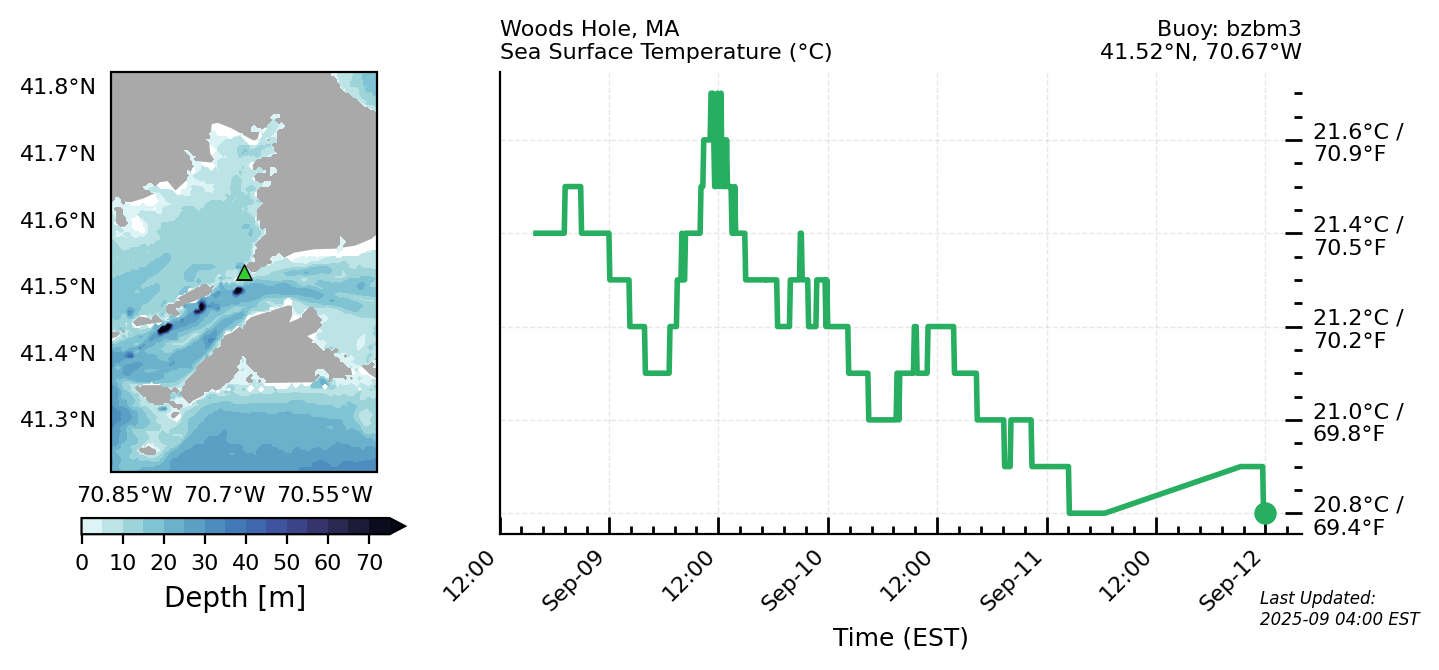 Woods Hole, MA
Sea Surface Temperature (°C)
Buoy: bzbm3
41.52°N, 70.67°W
41.8°N
41.7°N
41.6°N
41.5°N
41.4°N
41.3°N
70.85°W 70.7°W 70.55°W
0 10 20 30 40 50 60 70
Depth [m]
21.6°C /
70.9°F
21.4°C /
70.5°F
21.2°C /
70.2°F
21.0°C /
69.8°F
20.8°C /
69.4°F
12:00 Sep-09 12:00 Sep-10 12:00 Sep-11 12:00 Sep-12
Time (EST)
Last Updated:
2025-09 04:00 EST